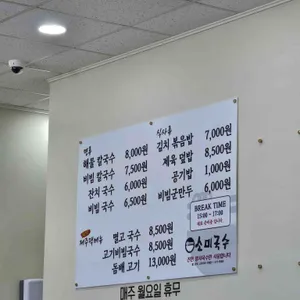 면류
해물 칼국수 8,000원
비빔 칼국수 7,500원
잔치 국수 6,000원
비빔 국수 6,500원
식사류
김치 볶음밥 7,000원
제육 덮밥 8,500원
공기밥 1,000원
비빔군만두 6,000원
멸고 국수 8,500원
고기비빔국수 8,500원
돔베 고기 13,000원
BREAK TIME
15:00 - 17:00
소미국수
매주 월요일 휴무